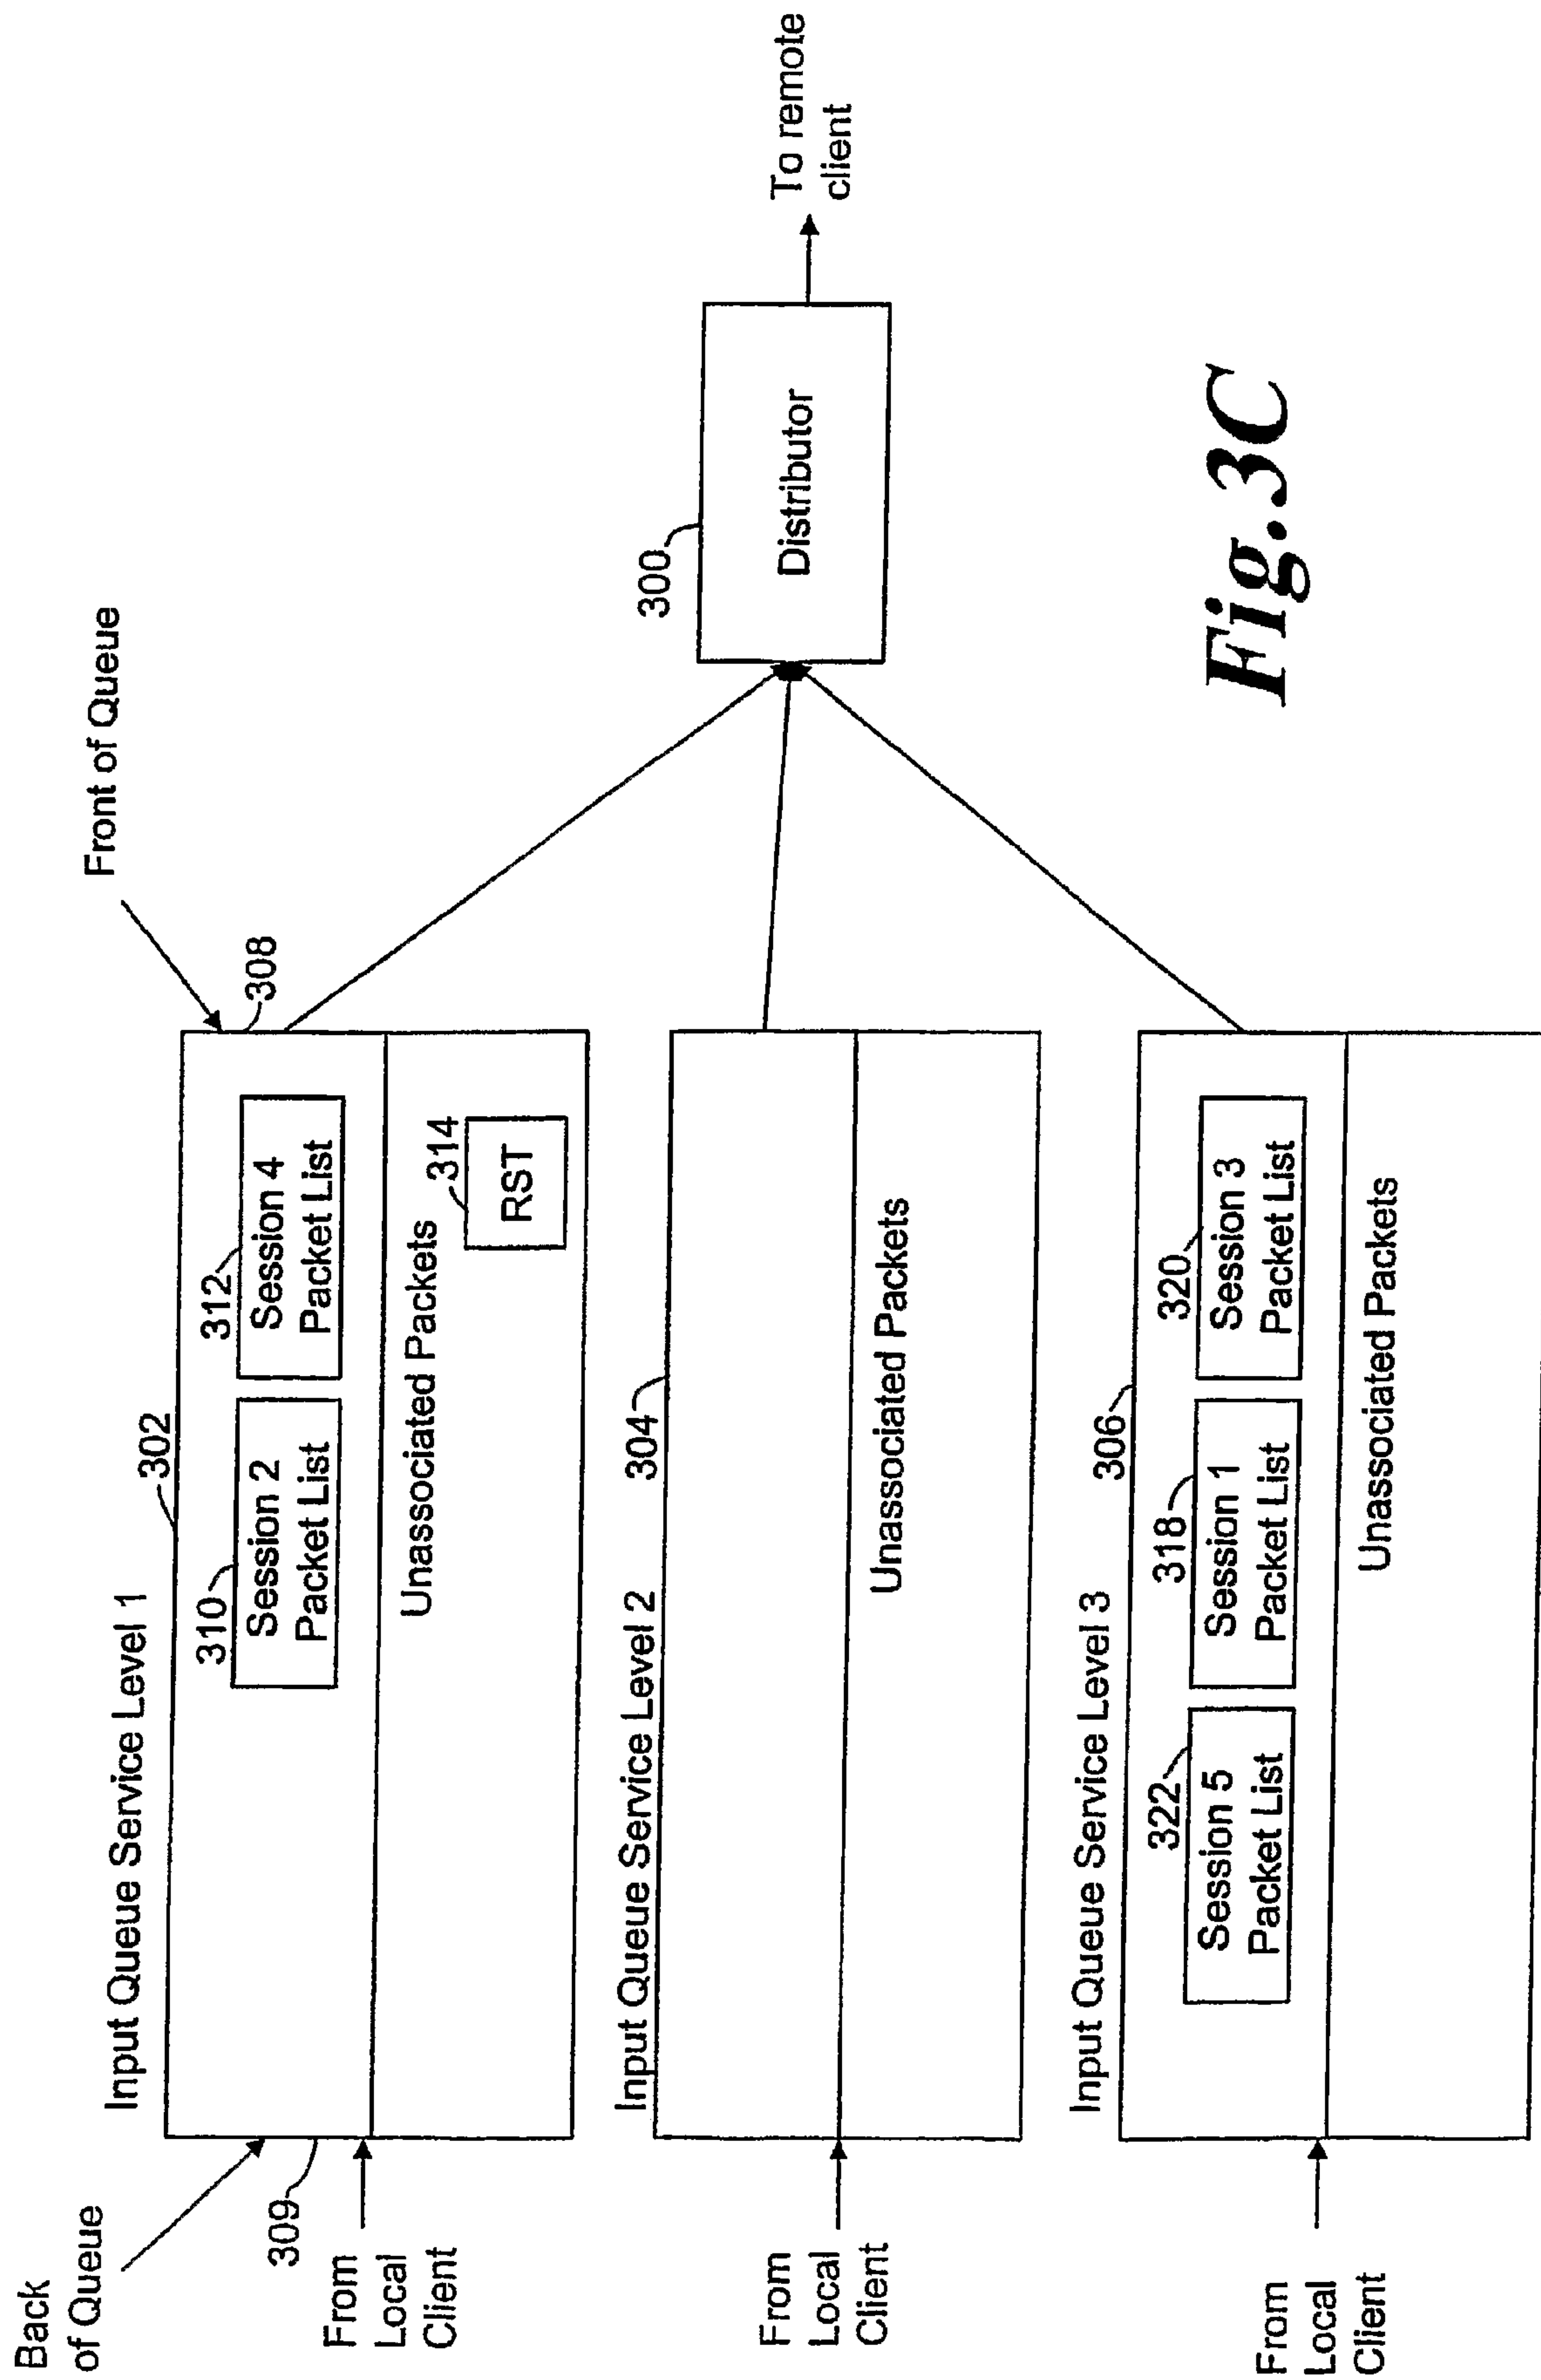 Back
of Queue
Front of Queue
Input Queue Service Level 1
302
308
309
310
Session 2
Packet List
312
Session 4
Packet List
Unassociated Packets
314
RST
From
Local
Client
Input Queue Service Level 2
304
Unassociated Packets
From
Local
Client
300
Distributor
To remote
client
Input Queue Service Level 3
306
322
Session 5
Packet List
318
Session 1
Packet List
320
Session 3
Packet List
Unassociated Packets
From
Local
Client
Fig.3C